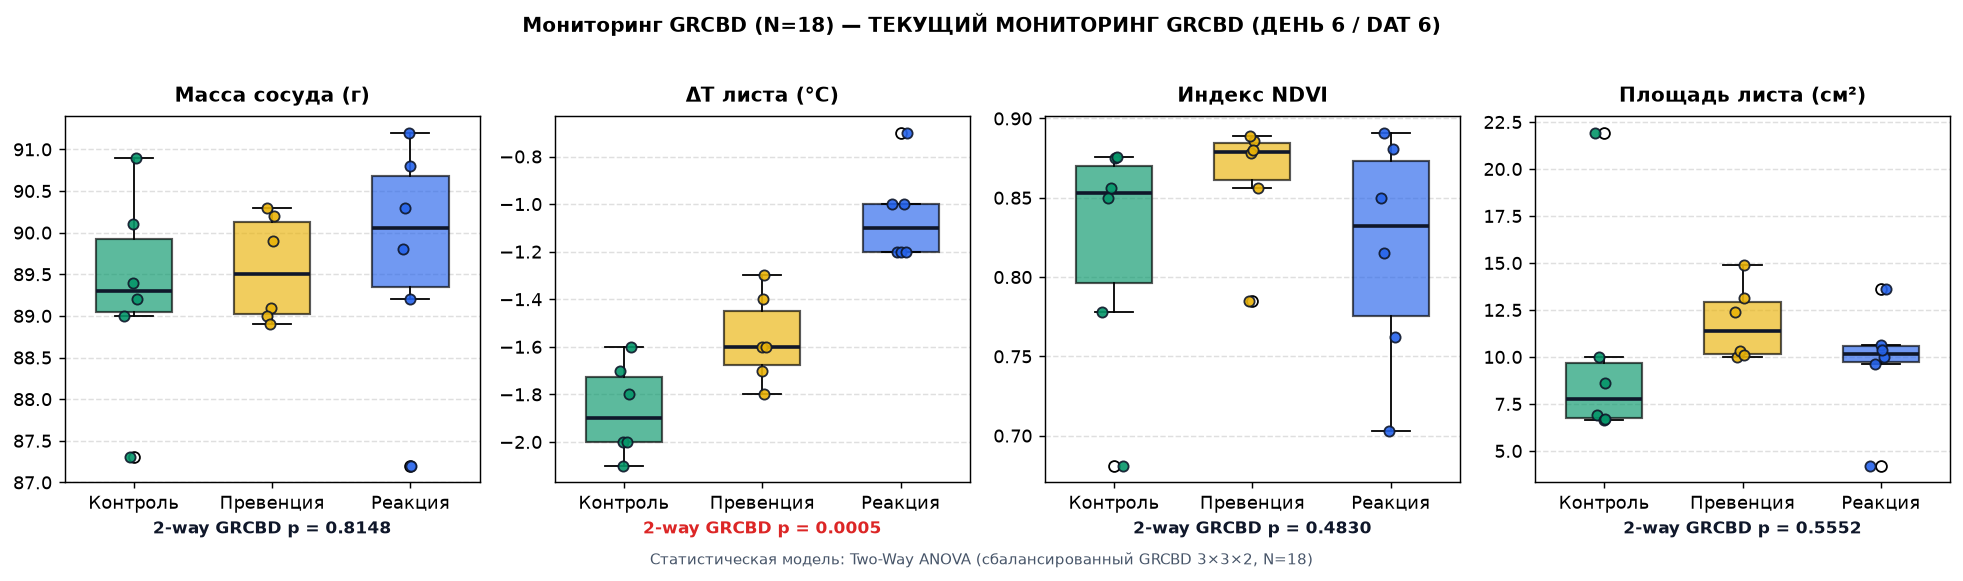 Мониторинг GRCBD (N=18) — ТЕКУЩИЙ МОНИТОРИНГ GRCBD (ДЕНЬ 6 / DAT 6)
Масса сосуда (г)
91.0
90.5
90.0
89.5
89.0
88.5
88.0
87.5
87.0
Контроль Превенция Реакция
2-way GRCBD p = 0.8148
ΔT листа (°C)
−0.8
−1.0
−1.2
−1.4
−1.6
−1.8
−2.0
Контроль Превенция Реакция
2-way GRCBD p = 0.0005
Индекс NDVI
0.90
0.85
0.80
0.75
0.70
Контроль Превенция Реакция
2-way GRCBD p = 0.4830
Площадь листа (см²)
22.5
20.0
17.5
15.0
12.5
10.0
7.5
5.0
Контроль Превенция Реакция
2-way GRCBD p = 0.5552
Статистическая модель: Two-Way ANOVA (сбалансированный GRCBD 3×3×2, N=18)